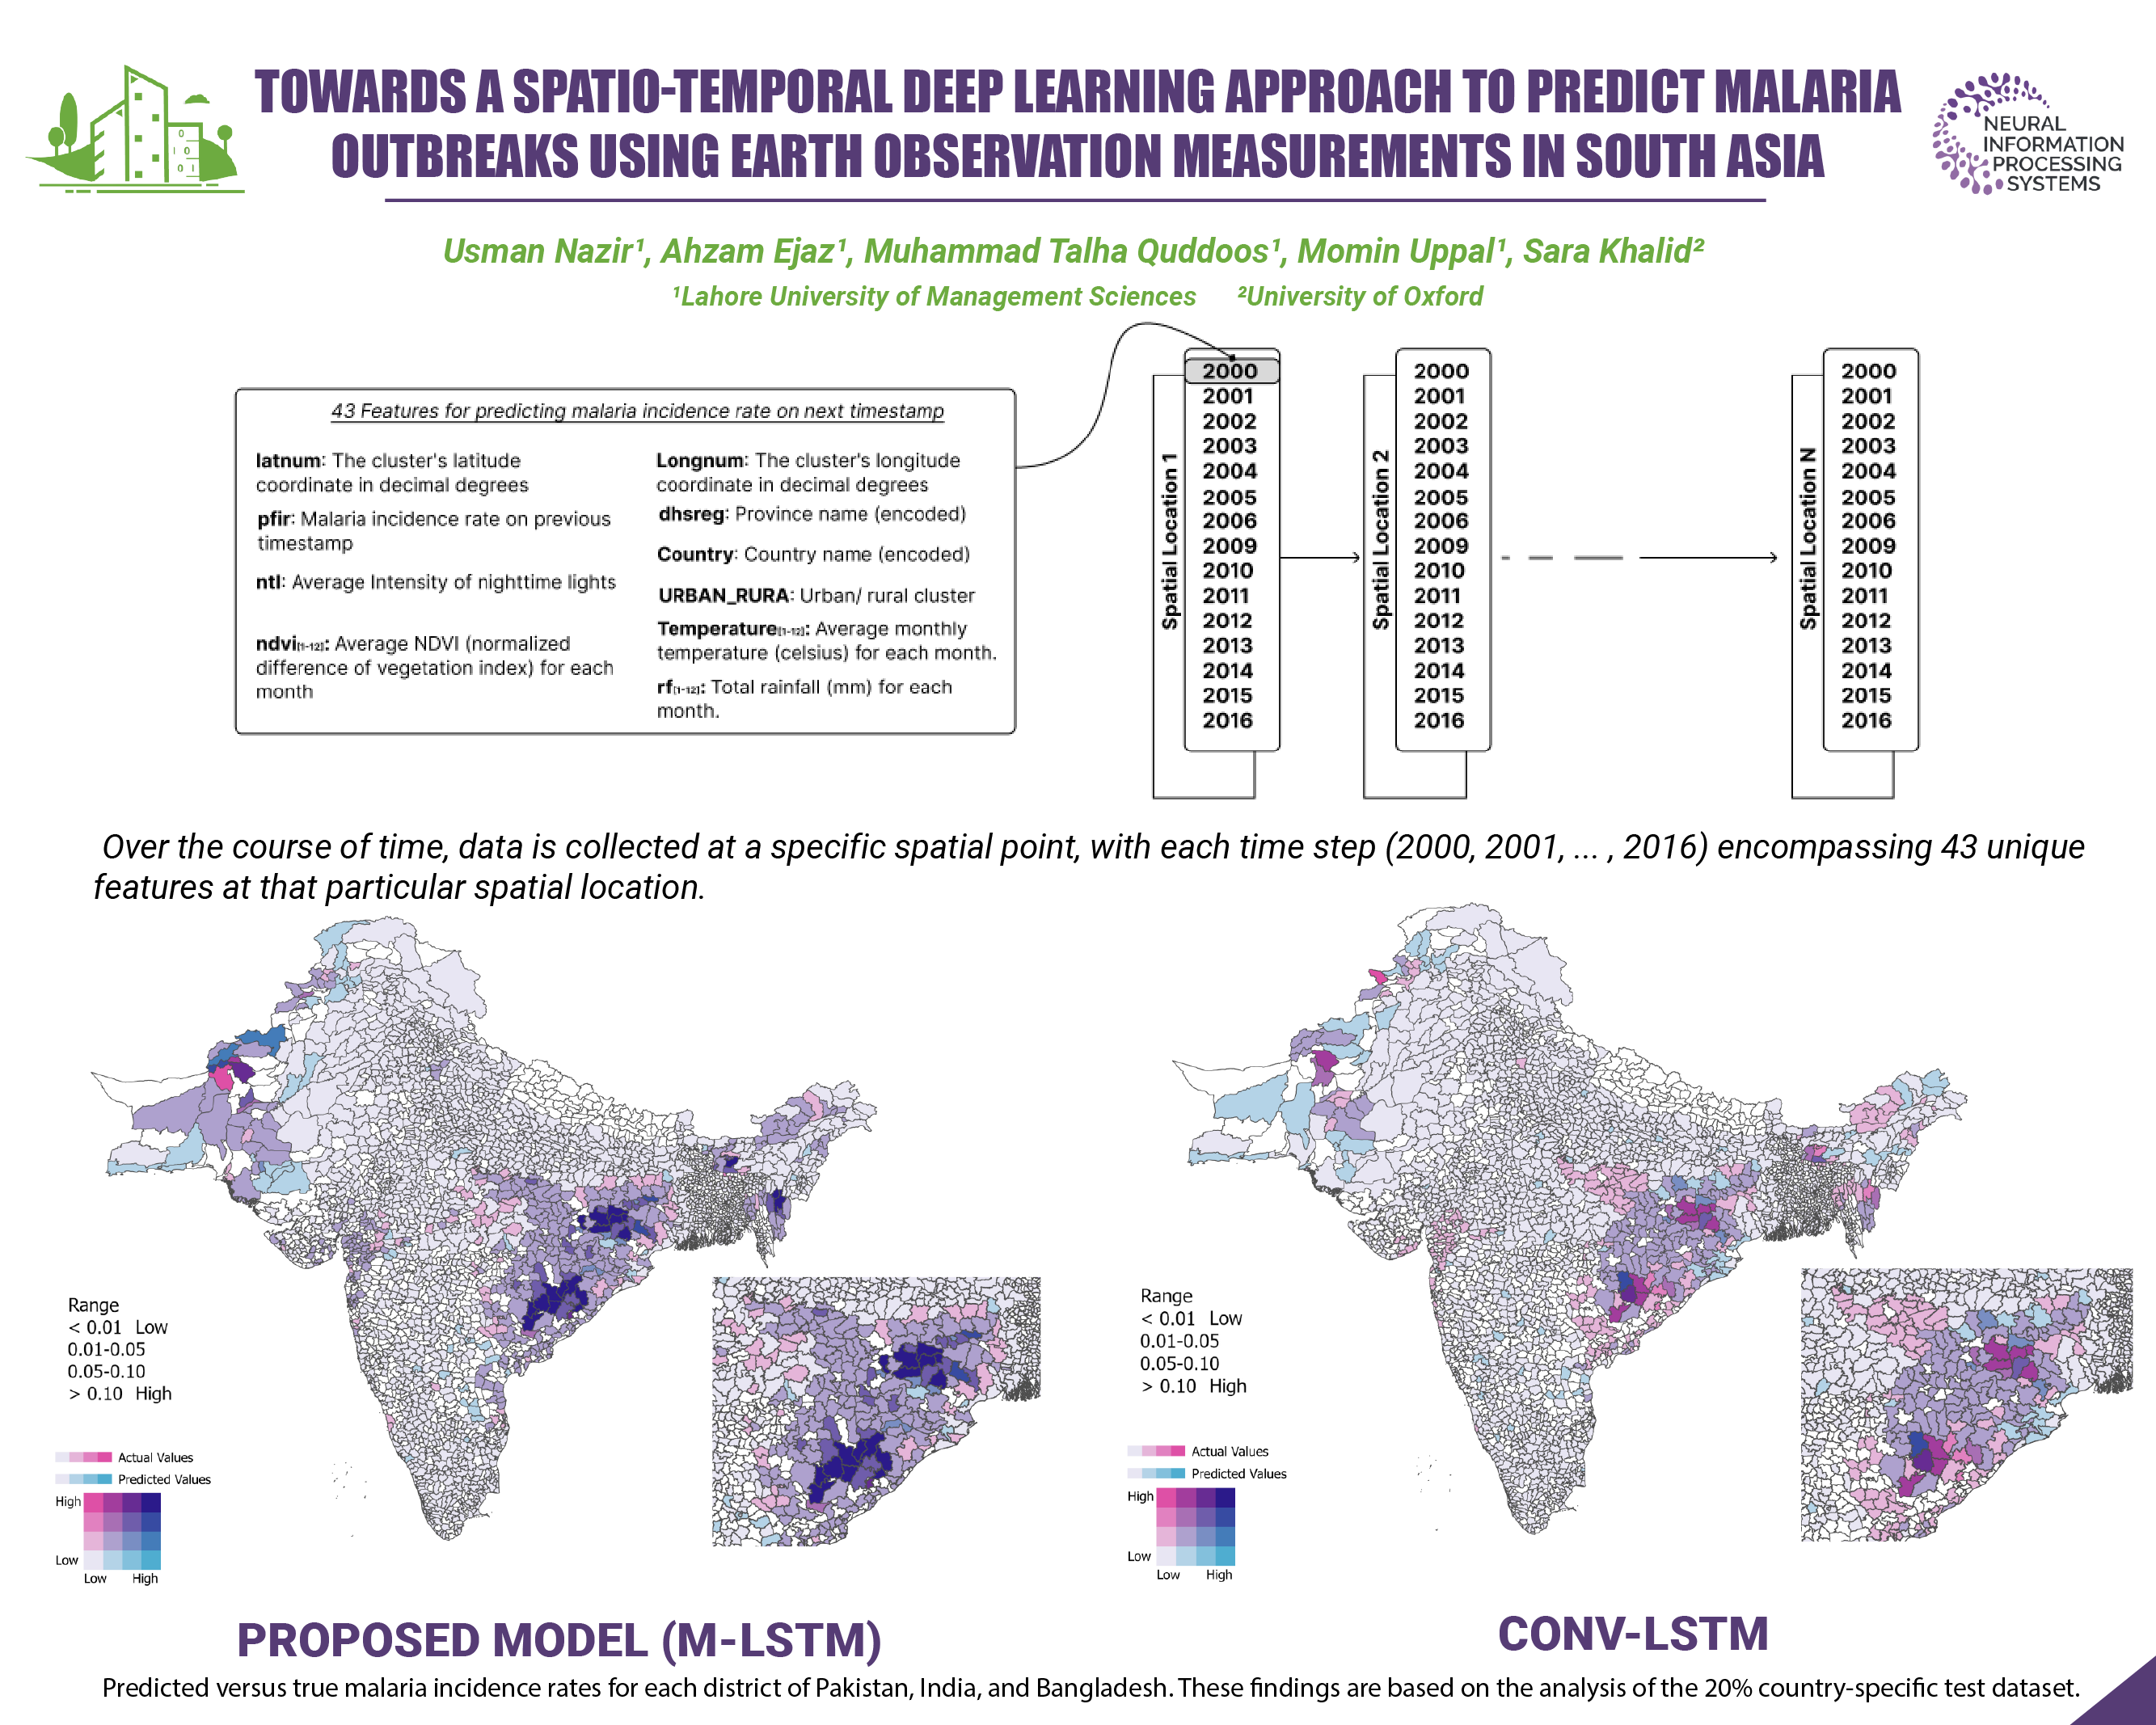 TOWARDS A SPATIO-TEMPORAL DEEP LEARNING APPROACH TO PREDICT MALARIA
OUTBREAKS USING EARTH OBSERVATION MEASUREMENTS IN SOUTH ASIA
NEURAL
INFORMATION
PROCESSING
SYSTEMS
Usman Nazir¹, Ahzam Ejaz¹, Muhammad Talha Quddoos¹, Momin Uppal¹, Sara Khalid²
¹Lahore University of Management Sciences ²University of Oxford
43 Features for predicting malaria incidence rate on next timestamp
latnum: The cluster's latitude
coordinate in decimal degrees
pfir: Malaria incidence rate on previous
timestamp
ntl: Average Intensity of nighttime lights
ndvi[1-12]: Average NDVI (normalized
difference of vegetation index) for each
month
Longnum: The cluster's longitude
coordinate in decimal degrees
dhsreg: Province name (encoded)
Country: Country name (encoded)
URBAN_RURA: Urban/ rural cluster
Temperature[1-12]: Average monthly
temperature (celsius) for each month.
rf[1-12]: Total rainfall (mm) for each
month.
Spatial Location 1
2000
2001
2002
2003
2004
2005
2006
2009
2010
2011
2012
2013
2014
2015
2016
Spatial Location 2
2000
2001
2002
2003
2004
2005
2006
2009
2010
2011
2012
2013
2014
2015
2016
Spatial Location N
2000
2001
2002
2003
2004
2005
2006
2009
2010
2011
2012
2013
2014
2015
2016
Over the course of time, data is collected at a specific spatial point, with each time step (2000, 2001, ... , 2016) encompassing 43 unique
features at that particular spatial location.
Range
< 0.01 Low
0.01-0.05
0.05-0.10
> 0.10 High
Actual Values
Predicted Values
High
Low
Low High
Range
< 0.01 Low
0.01-0.05
0.05-0.10
> 0.10 High
Actual Values
Predicted Values
High
Low
Low High
PROPOSED MODEL (M-LSTM)
CONV-LSTM
Predicted versus true malaria incidence rates for each district of Pakistan, India, and Bangladesh. These findings are based on the analysis of the 20% country-specific test dataset.